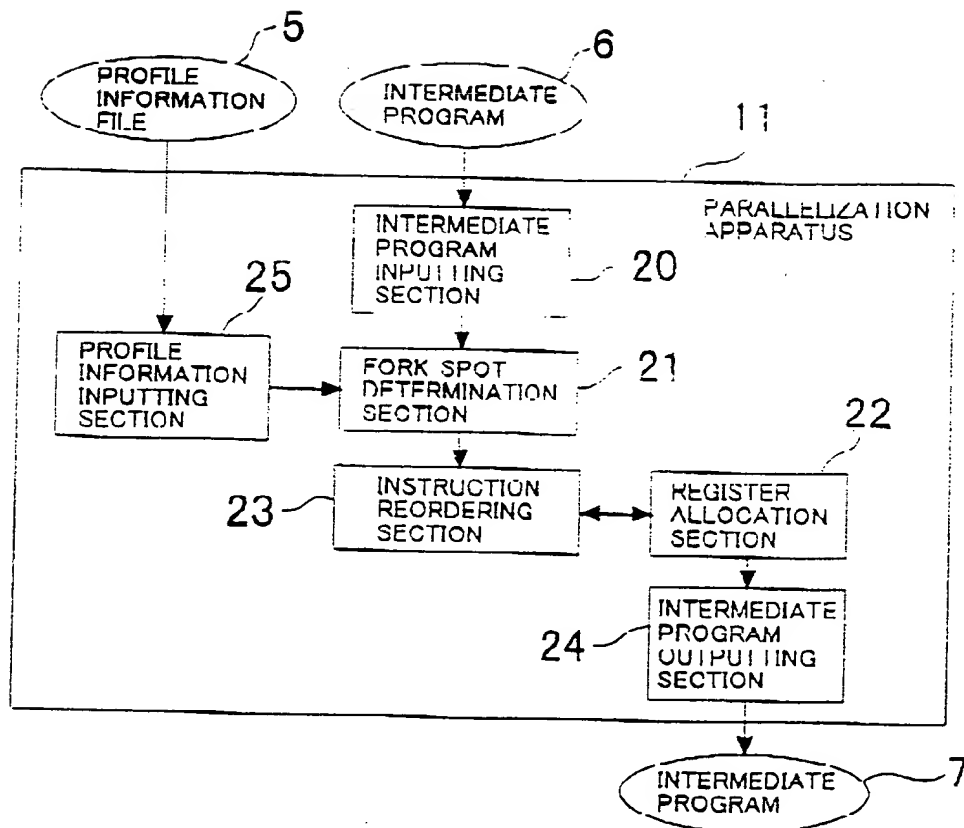 5
PROFILE
INFORMATION
FILE
6
INTERMEDIATE
PROGRAM
11
PARALLELIZATION
APPARATUS
INTERMEDIATE
PROGRAM
INPUTTING
SECTION
20
25
PROFILE
INFORMATION
INPUTTING
SECTION
FORK SPOT
DETERMINATION
SECTION
21
22
23
INSTRUCTION
REORDERING
SECTION
REGISTER
ALLOCATION
SECTION
24
INTERMEDIATE
PROGRAM
OUTPUTTING
SECTION
INTERMEDIATE
PROGRAM
7